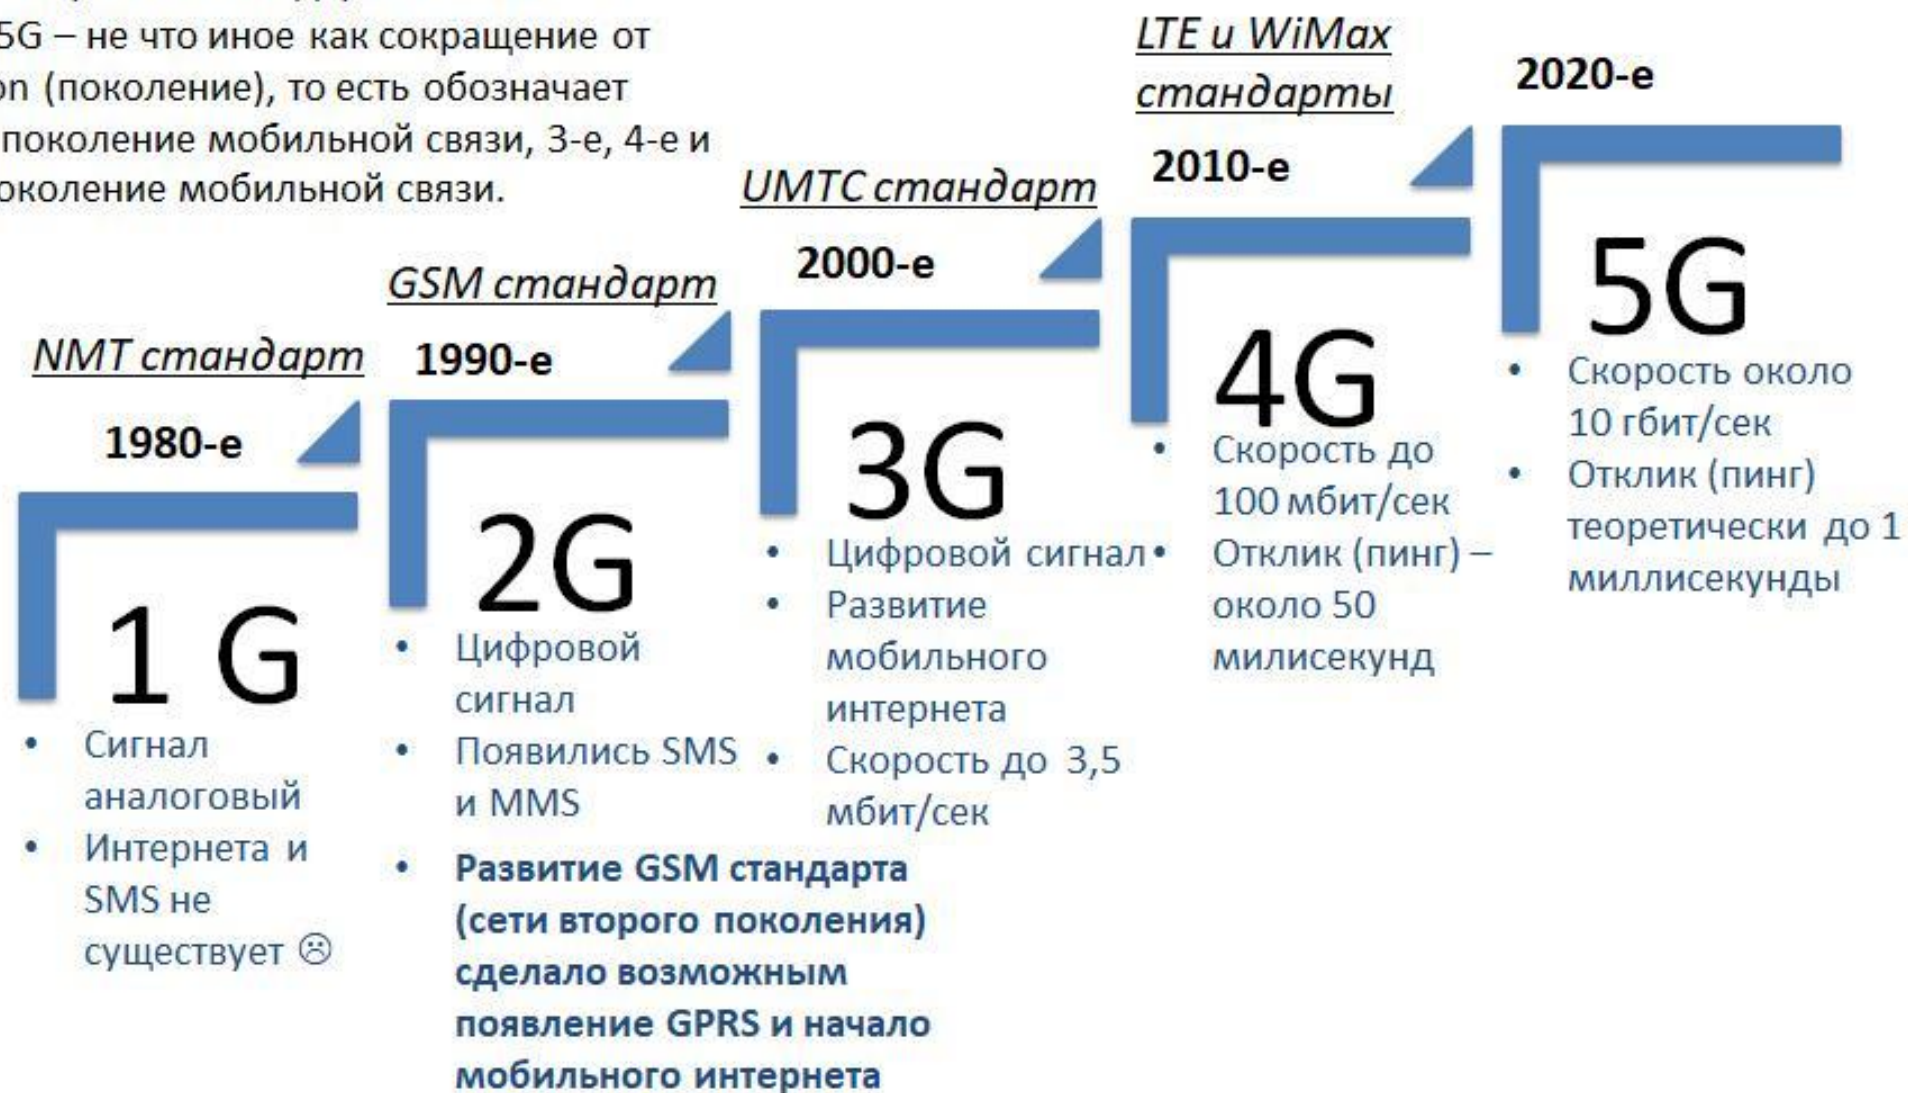 5G – не что иное как сокращение от
(поколение), то есть обозначает
поколение мобильной связи, 3-е, 4-е и
поколение мобильной связи.
NMT стандарт
1980-е
1 G
• Сигнал
аналоговый
• Интернета и
SMS не
существует ☹
GSM стандарт
1990-е
2G
• Цифровой
сигнал
• Появились SMS
и MMS
• Развитие GSM стандарта
(сети второго поколения)
сделало возможным
появление GPRS и начало
мобильного интернета
UMTC стандарт
2000-е
3G
• Цифровой сигнал
• Развитие
мобильного
интернета
• Скорость до 3,5
мбит/сек
LTE и WiMax
стандарты
2010-е
4G
• Скорость до
100 мбит/сек
• Отклик (пинг) –
около 50
милисекунд
2020-е
5G
• Скорость около
10 гбит/сек
• Отклик (пинг)
теоретически до 1
миллисекунды